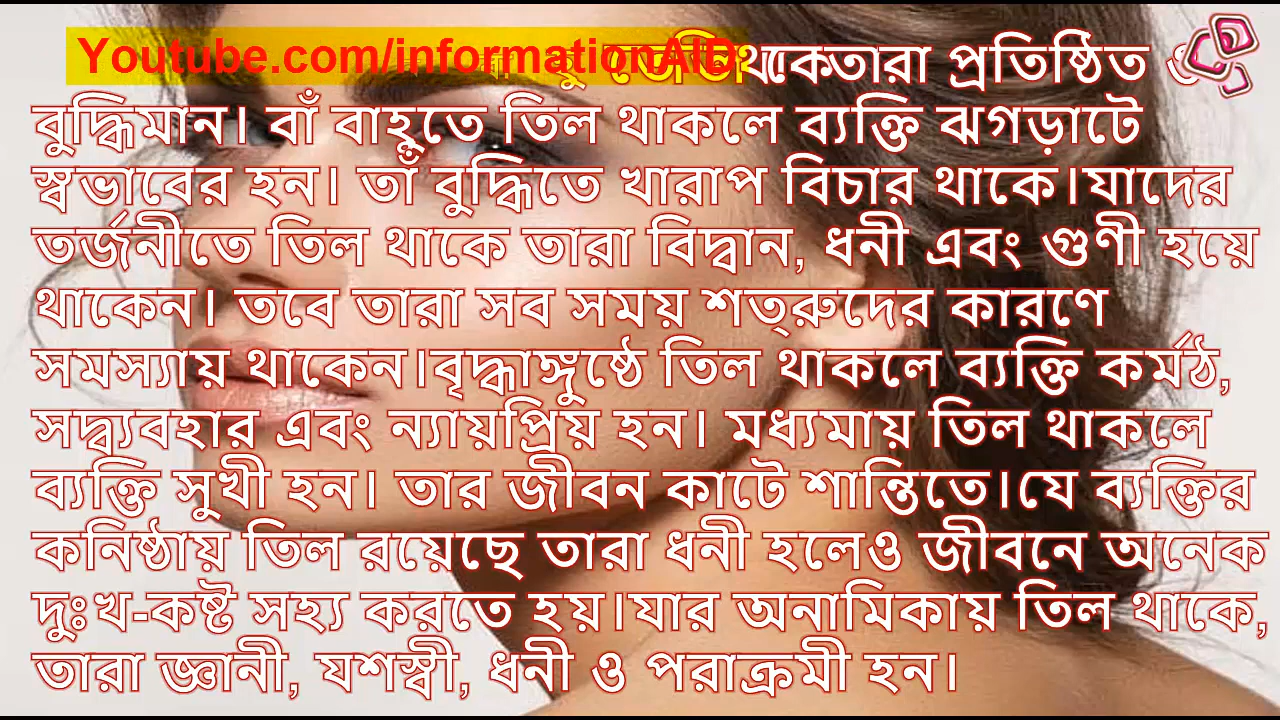 Youtube.com/informationAID
থাকে তারা প্রতিষ্ঠিত ও
বুদ্ধিমান। বাঁ বাহুতে তিল থাকলে ব্যক্তি ঝগড়াটে
স্বভাবের হন। তাঁ বুদ্ধিতে খারাপ বিচার থাকে।যাদের
তর্জনীতে তিল থাকে তারা বিদ্বান, ধনী এবং গুণী হয়ে
থাকেন। তবে তারা সব সময় শত্রুদের কারণে
সমস্যায় থাকেন।বৃদ্ধাঙ্গুষ্ঠে তিল থাকলে ব্যক্তি কর্মঠ,
সদ্ব্যবহার এবং ন্যায়প্রিয় হন। মধ্যমায় তিল থাকলে
ব্যক্তি সুখী হন। তার জীবন কাটে শান্তিতে।যে ব্যক্তির
কনিষ্ঠায় তিল রয়েছে তারা ধনী হলেও জীবনে অনেক
দুঃখ-কষ্ট সহ্য করতে হয়।যার অনামিকায় তিল থাকে,
তারা জ্ঞানী, যশস্বী, ধনী ও পরাক্রমী হন।